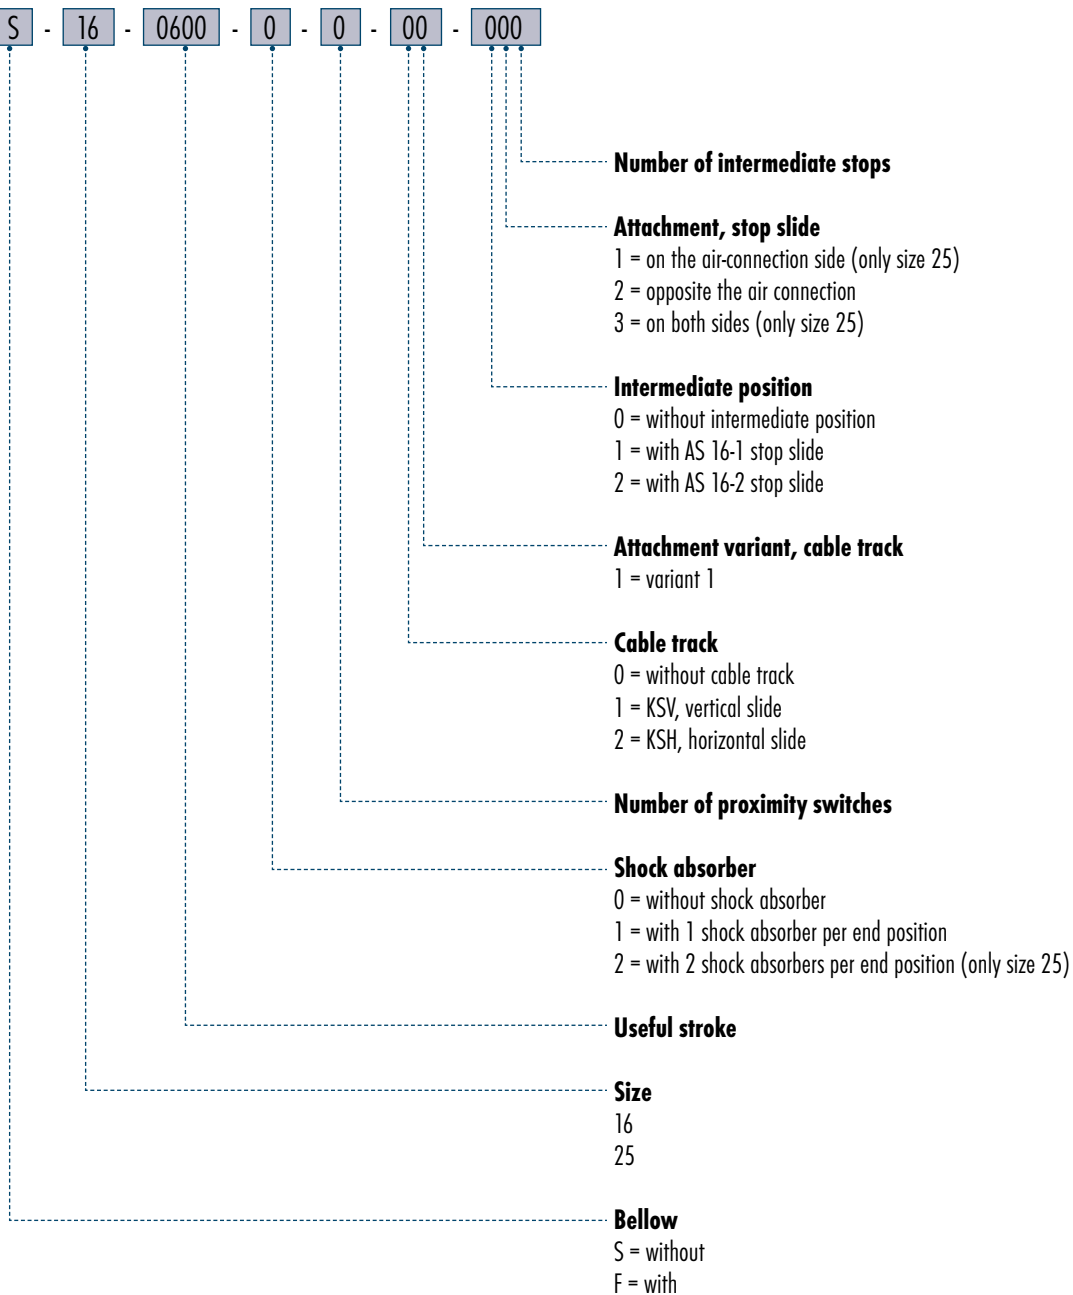 S - 16 - 0600 - 0 - 0 - 00 - 000
Number of intermediate stops
Attachment, stop slide
1 = on the air-connection side (only size 25)
2 = opposite the air connection
3 = on both sides (only size 25)
Intermediate position
0 = without intermediate position
1 = with AS 16-1 stop slide
2 = with AS 16-2 stop slide
Attachment variant, cable track
1 = variant 1
Cable track
0 = without cable track
1 = KSV, vertical slide
2 = KSH, horizontal slide
Number of proximity switches
Shock absorber
0 = without shock absorber
1 = with 1 shock absorber per end position
2 = with 2 shock absorbers per end position (only size 25)
Useful stroke
Size
16
25
Bellow
S = without
F = with